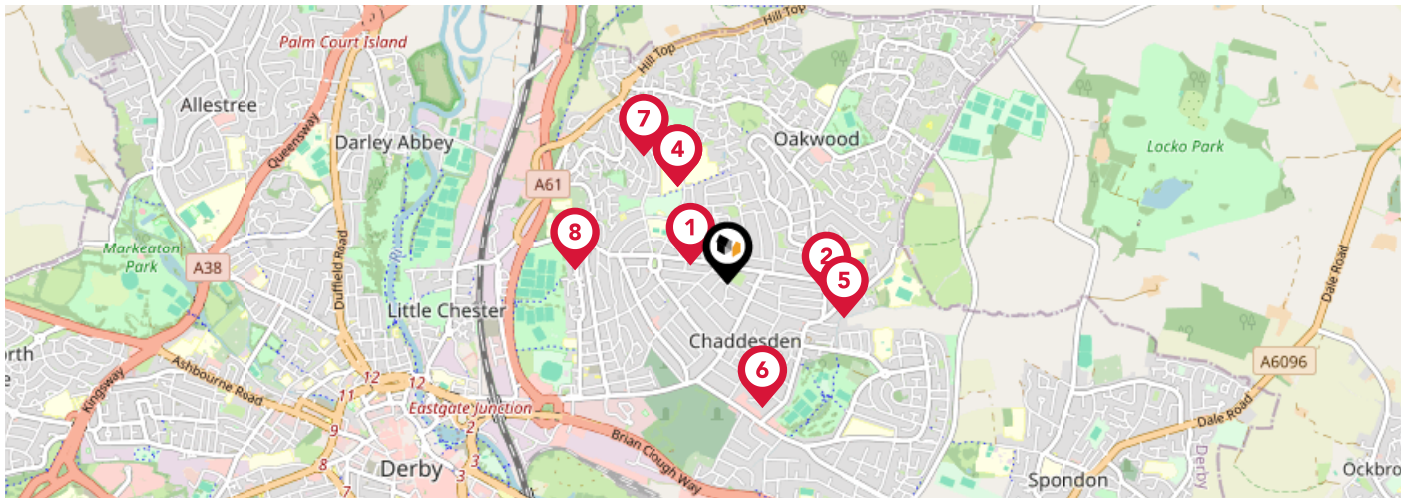 Palm Court Island
Hill Top
Hill Top
Allestree
Queensway
Darley Abbey
7
4
Oakwood
Locko Park
A61
Markeaton
Park
A38
Duffield Road
8
1
2
5
Dale Road
Little Chester
Chaddesden
orth
e
Kingsway
Ashbourne Road
12
12
11
6
A6096
Eastgate Junction
9
2
Dale Road
Brian Clough Way
Derby
8
3
3
7
Derby
Spondon
Ockbro